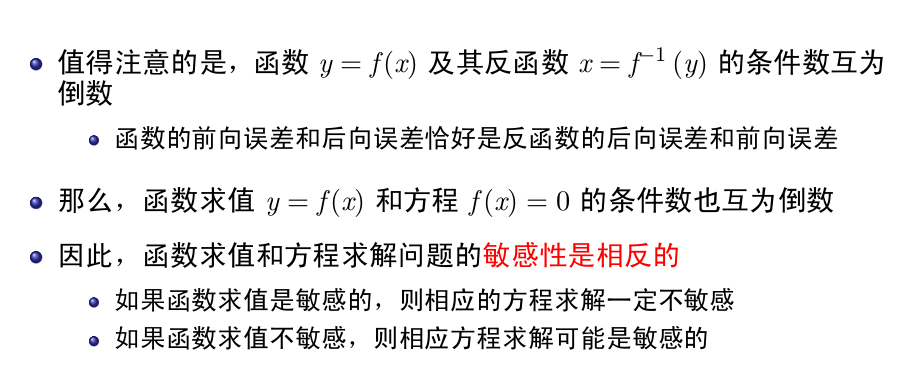 值得注意的是，函数 y = f(x) 及其反函数 x = f⁻¹ (y) 的条件数互为
倒数
函数的前向误差和后向误差恰好是反函数的后向误差和前向误差
那么，函数求值 y = f(x) 和方程 f(x) = 0 的条件数也互为倒数
因此，函数求值和方程求解问题的敏感性是相反的
如果函数求值是敏感的，则相应的方程求解一定不敏感
如果函数求值不敏感，则相应方程求解可能是敏感的